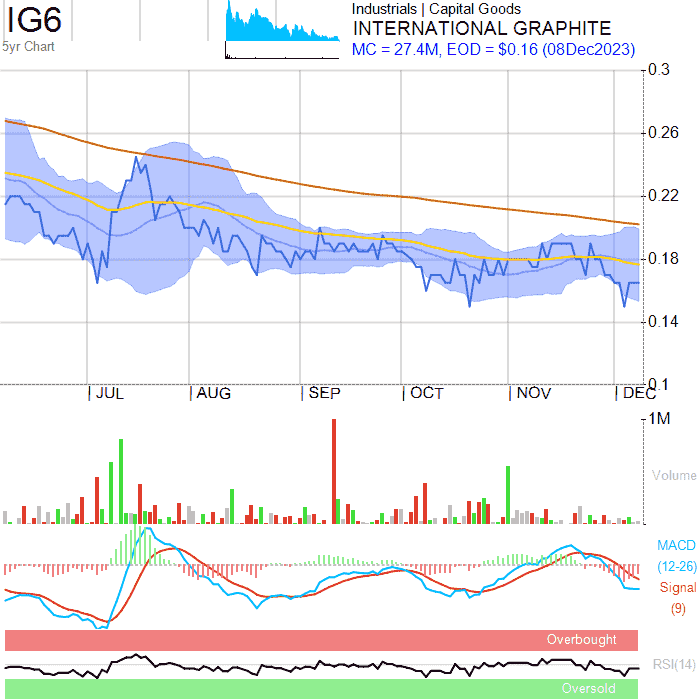 IG6
5yr Chart
Industrials | Capital Goods
INTERNATIONAL GRAPHITE
MC = 27.4M, EOD = $0.16 (08Dec2023)
0.3
0.26
0.22
0.18
0.14
0.1
JUL AUG SEP OCT NOV DEC
1M
Volume
MACD
(12-26)
Signal
(9)
Overbought
RSI(14)
Oversold